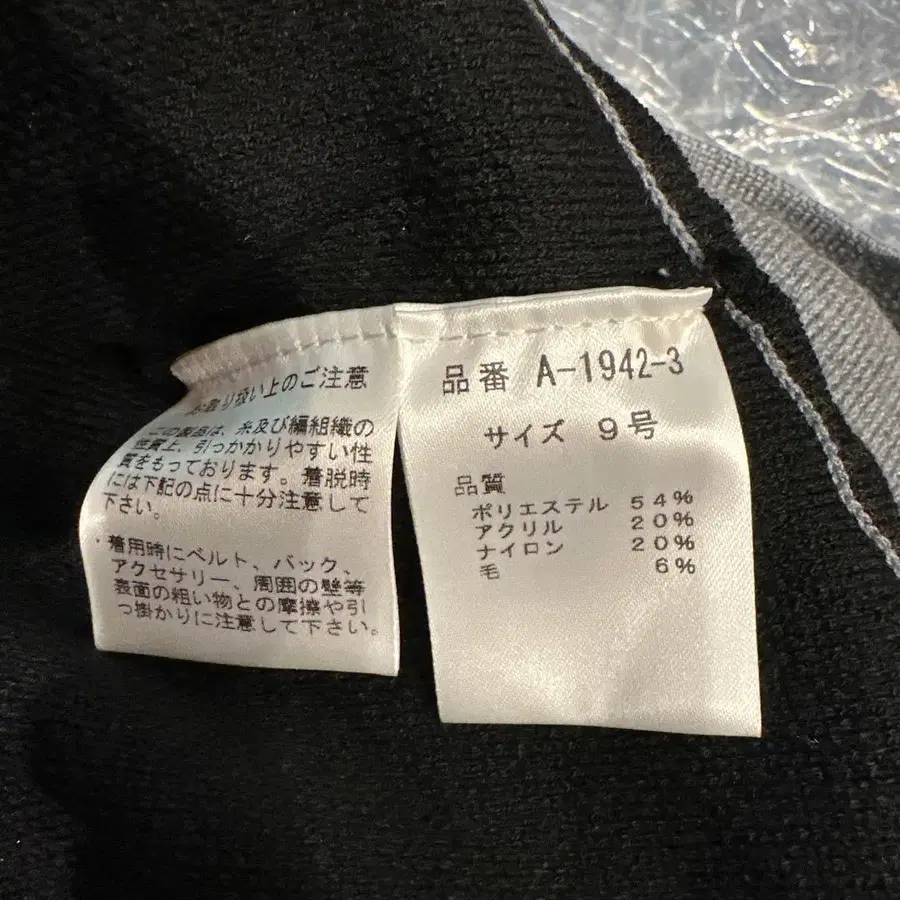 お取り扱い上のご注意
この製品は、糸及び編組織の
性質上、引っかかりやすい性
質をもっております。着脱時
には下記の点に十分注意して
下さい。
・着用時にベルト、バック、
アクセサリー、周囲の壁等
表面の粗い物との摩擦や引
っ掛かりに注意して下さい。
品番 A-1942-3
サイズ 9号
品質
ポリエステル 54%
アクリル 20%
ナイロン 20%
毛 6%